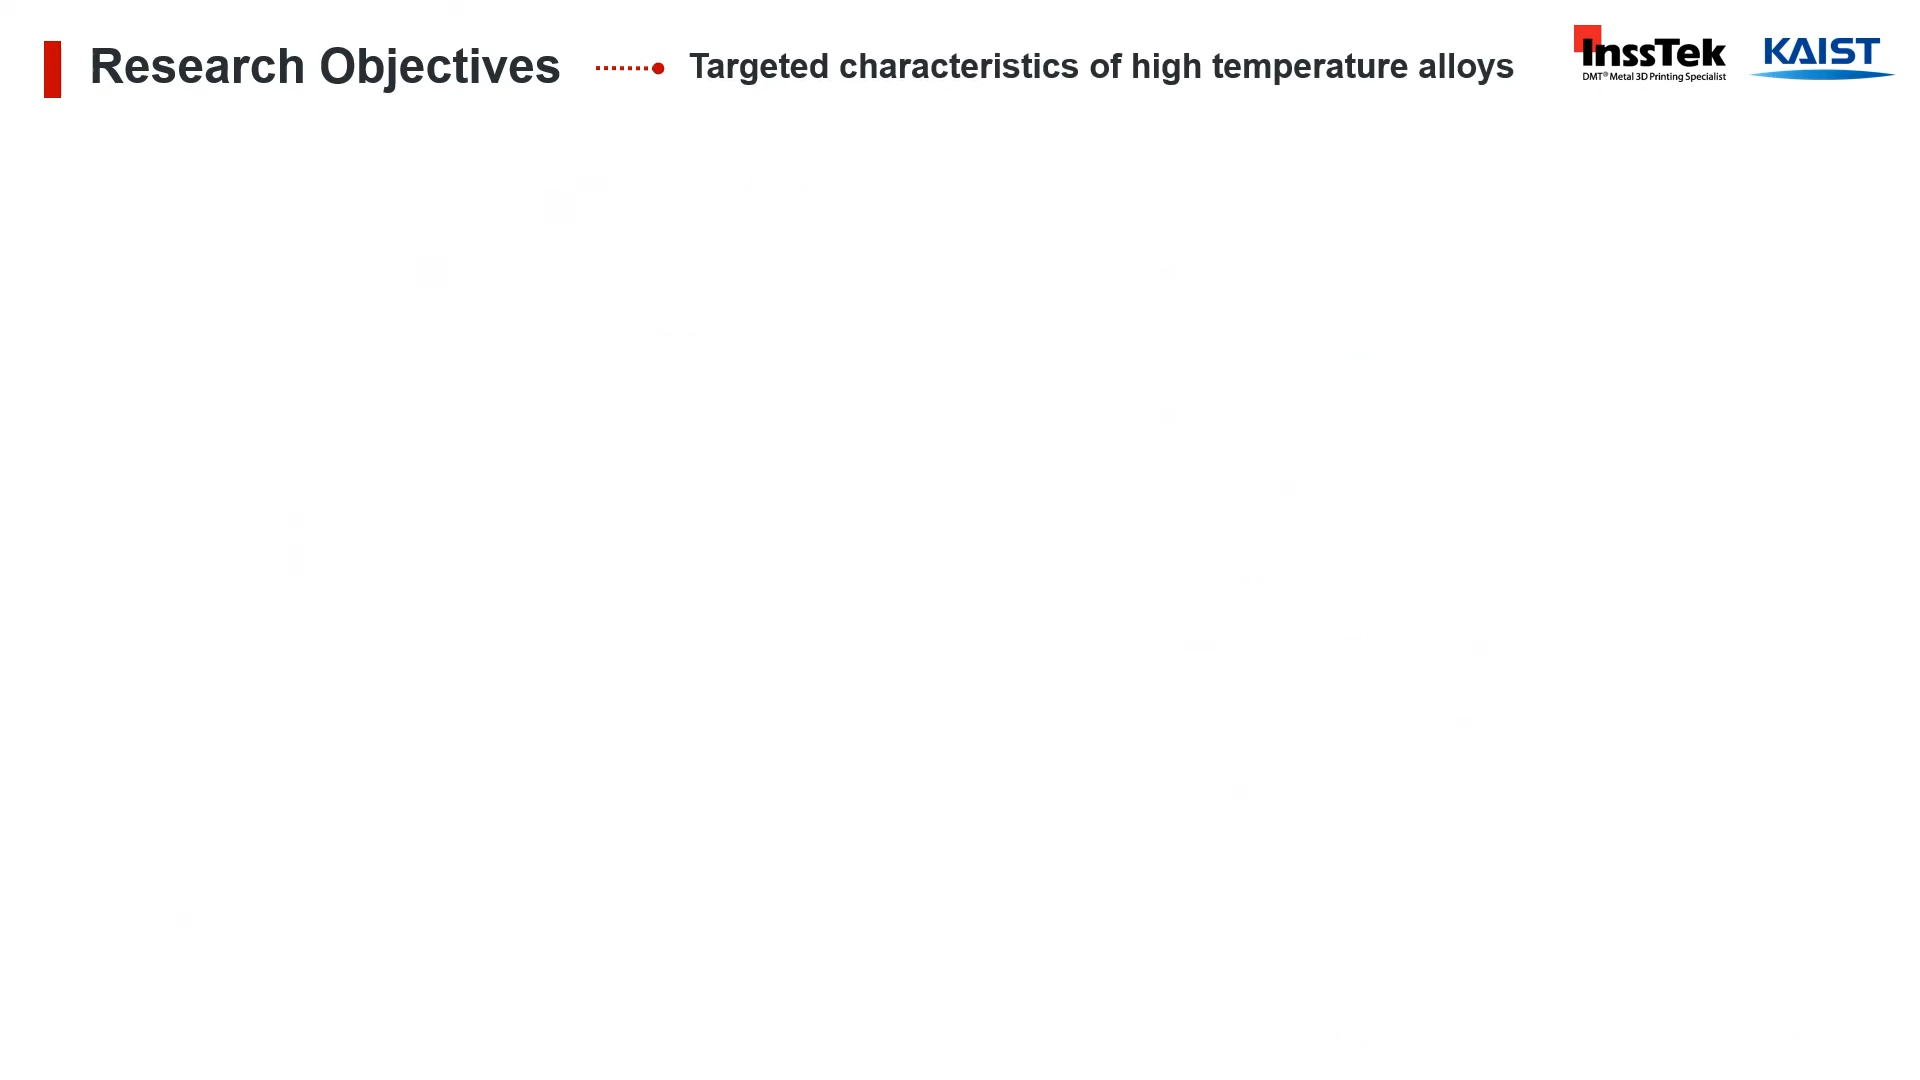 Research Objectives
Targeted characteristics of high temperature alloys
InssTek
DMT® Metal 3D Printing Specialist
KAIST